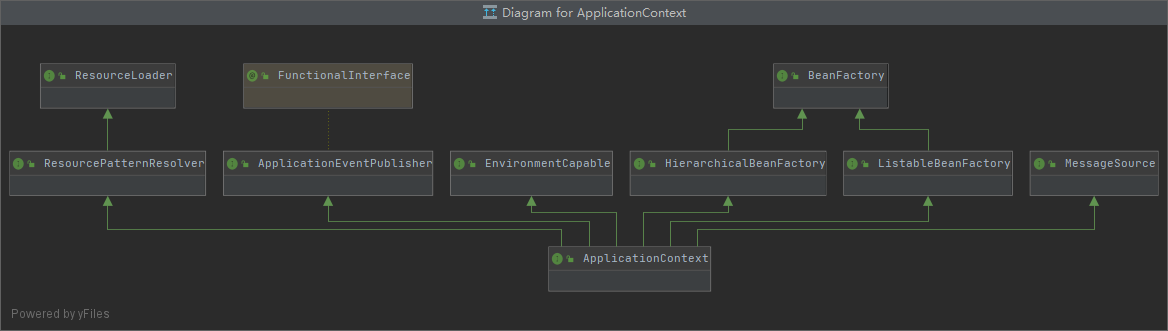 Diagram for ApplicationContext
ResourceLoader
FunctionalInterface
BeanFactory
ResourcePatternResolver
ApplicationEventPublisher
EnvironmentCapable
HierarchicalBeanFactory
ListableBeanFactory
MessageSource
ApplicationContext
Powered by yFiles